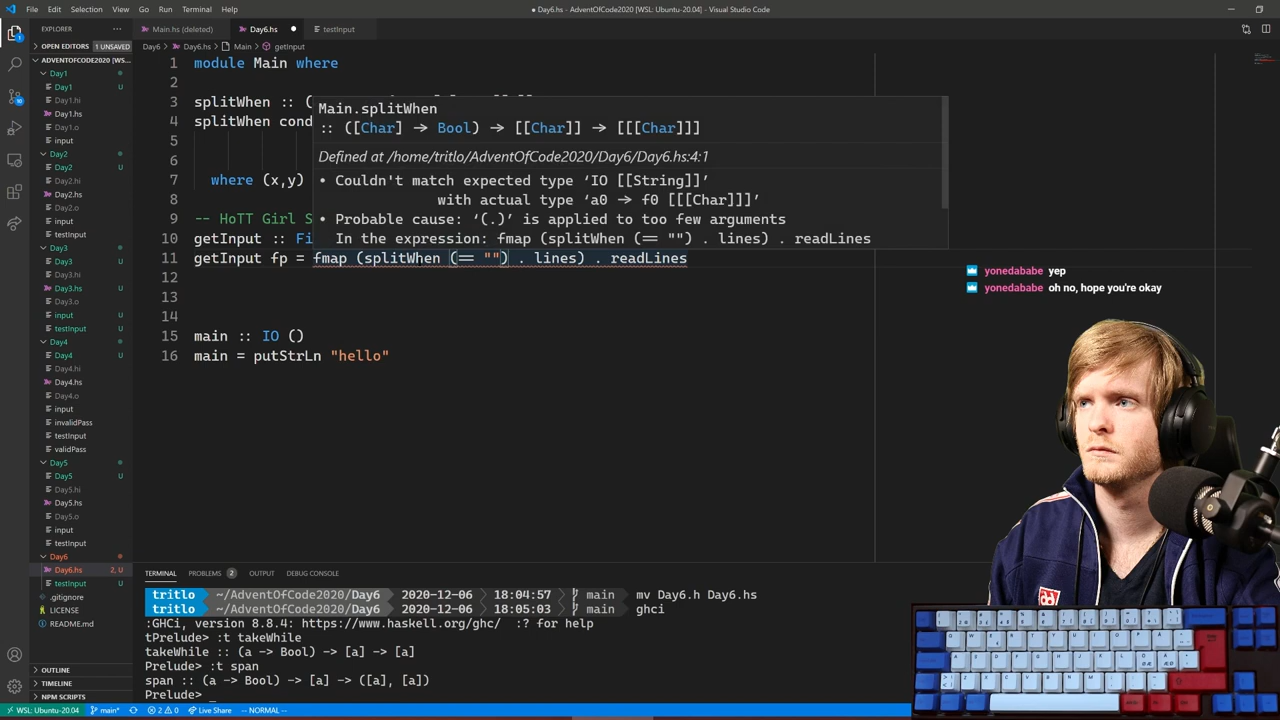 File Edit Selection View Go Run Terminal Help
● Day6.hs - AdventOfCode2020 [WSL: Ubuntu-20.04] - Visual Studio Code
EXPLORER ···
Main.hs (deleted) Day6.hs ● testInput
OPEN EDITORS 1 UNSAVED
Day6 > Day6.hs > Main > getInput
ADVENTOFCODE2020 [WS...
Day1
Day1 U
Day1.hi
Day1.hs
Day1.o
input
Day2
Day2 U
Day2.hi
Day2.hs
Day2.o
input
testInput U
Day3
Day3 U
Day3.hi
Day3.hs U
Day3.o
input U
testInput U
Day4
Day4 U
Day4.hi
Day4.hs
Day4.o
input
invalidPass
testInput
validPass
Day5
Day5 U
Day5.hi
Day5.hs
Day5.o
input
testInput
Day6
Day6.hs 2, U
testInput U
.gitignore
LICENSE
README.md
OUTLINE
TIMELINE
NPM SCRIPTS
1 module Main where
2
3 splitWhen :: (
4 splitWhen cond
5
6
7 where (x,y)
8
9 -- HoTT Girl S
10 getInput :: Fi
11 getInput fp = fmap (splitWhen (== "") . lines) . readLines
12
13
14
15 main :: IO ()
16 main = putStrLn "hello"
Main.splitWhen
:: ([Char] → Bool) → [[Char]] → [[[Char]]]
Defined at /home/tritlo/AdventOfCode2020/Day6/Day6.hs:4:1
• Couldn't match expected type ‘IO [[String]]’
with actual type ‘a0 → f0 [[[Char]]]’
• Probable cause: ‘(.)’ is applied to too few arguments
In the expression: fmap (splitWhen (== "") . lines) . readLines
yonedababe yep
yonedababe oh no, hope you're okay
TERMINAL PROBLEMS 2 OUTPUT DEBUG CONSOLE
tritlo ~/AdventOfCode2020/Day6 2020-12-06 18:04:57 main mv Day6.h Day6.hs
tritlo ~/AdventOfCode2020/Day6 2020-12-06 18:05:03 main ghci
:GHCi, version 8.8.4: https://www.haskell.org/ghc/ :? for help
tPrelude> :t takeWhile
takeWhile :: (a -> Bool) -> [a] -> [a]
Prelude> :t span
span :: (a -> Bool) -> [a] -> ([a], [a])
Prelude>
WSL: Ubuntu-20.04 main* 2 0 Live Share -- NORMAL --